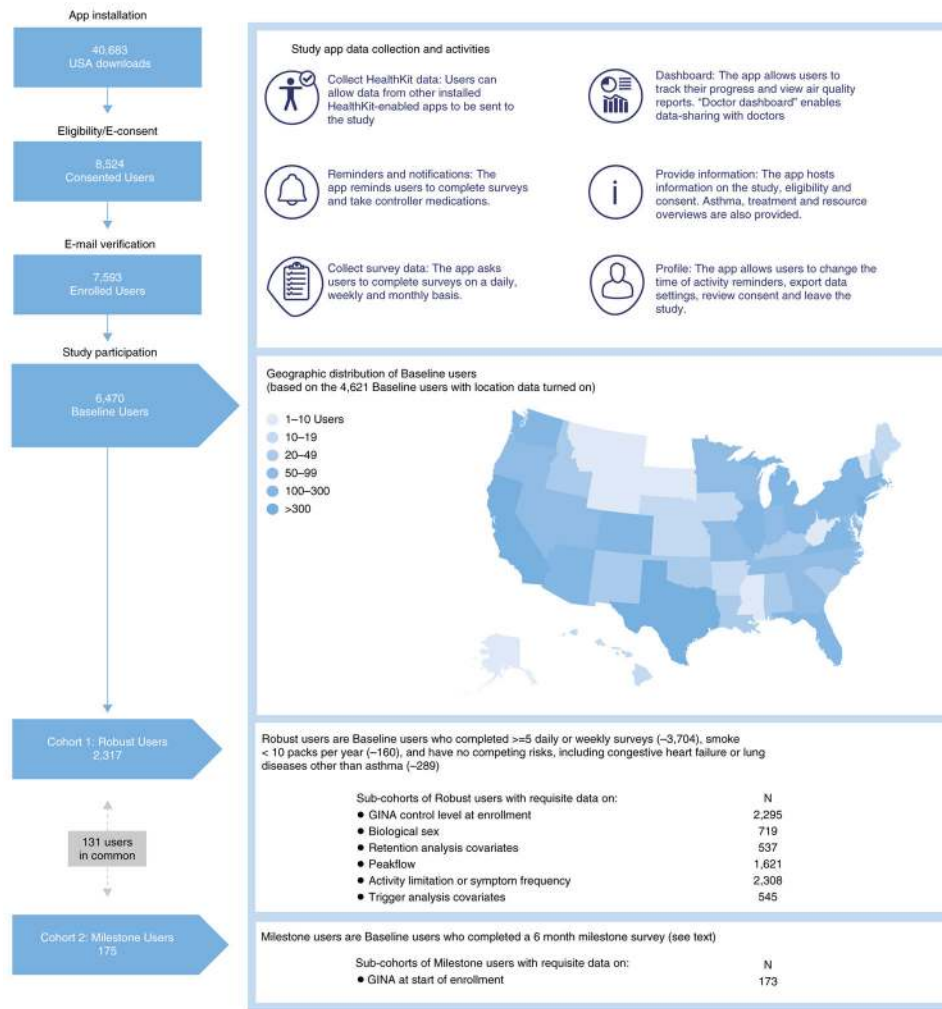 App installation
40,683
USA downloads
Eligibility/E-consent
8,524
Consented Users
E-mail verification
7,593
Enrolled Users
Study participation
6,470
Baseline Users
Study app data collection and activities
Collect HealthKit data: Users can
allow data from other installed
HealthKit-enabled apps to be sent to
the study
Dashboard: The app allows users to
track their progress and view air quality
reports. “Doctor dashboard” enables
data-sharing with doctors
Reminders and notifications: The
app reminds users to complete surveys
and take controller medications.
Provide information: The app hosts
information on the study, eligibility and
consent. Asthma, treatment and resource
overviews are also provided.
Collect survey data: The app asks
users to complete surveys on a daily,
weekly and monthly basis.
Profile: The app allows users to change the
time of activity reminders, export data
settings, review consent and leave the
study.
Geographic distribution of Baseline users
(based on the 4,621 Baseline users with location data turned on)
1–10 Users
10–19
20–49
50–99
100–300
>300
Cohort 1: Robust Users
2,317
131 users
in common
Cohort 2: Milestone Users
175
Robust users are Baseline users who completed >=5 daily or weekly surveys (–3,704), smoke
< 10 packs per year (–160), and have no competing risks, including congestive heart failure or lung
diseases other than asthma (–289)
Sub-cohorts of Robust users with requisite data on: N
● GINA control level at enrollment 2,295
● Biological sex 719
● Retention analysis covariates 537
● Peakflow 1,621
● Activity limitation or symptom frequency 2,308
● Trigger analysis covariates 545
Milestone users are Baseline users who completed a 6 month milestone survey (see text)
Sub-cohorts of Milestone users with requisite data on: N
● GINA at start of enrollment 173